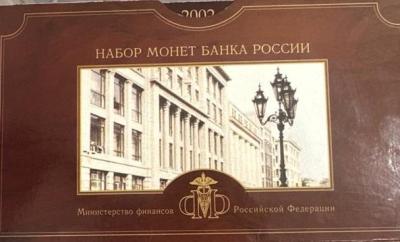 2002
НАБОР МОНЕТ БАНКА РОССИИ
Министерство финансов Российской Федерации